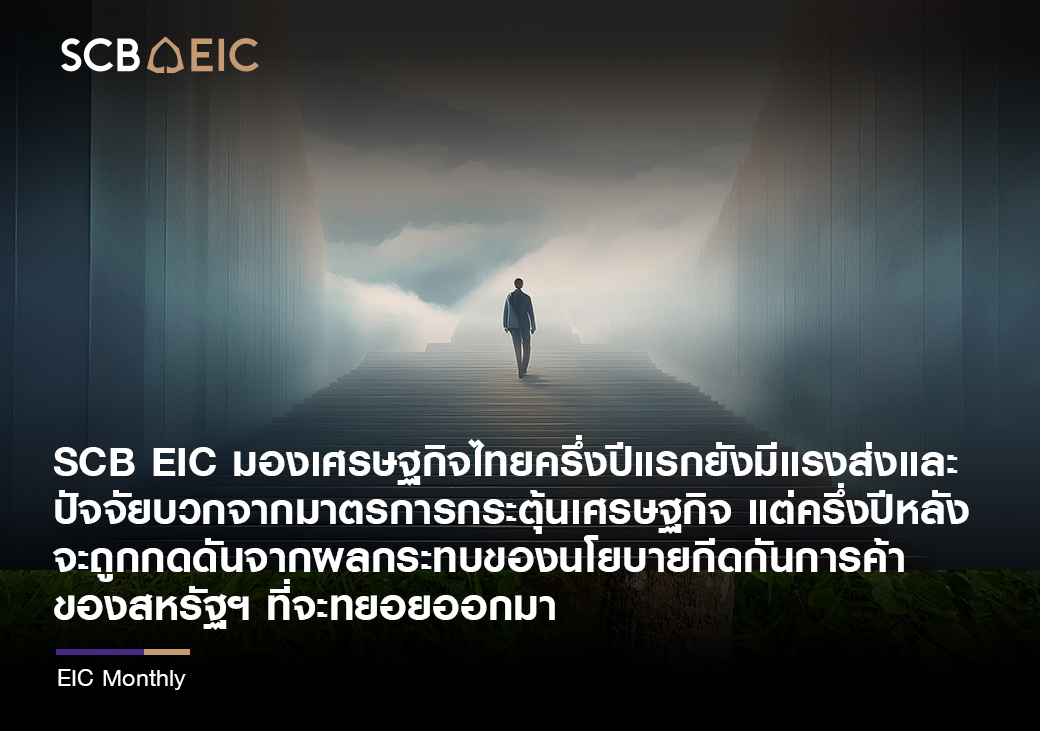 SCB EIC
SCB EIC มองเศรษฐกิจไทยครึ่งปีแรกยังมีแรงส่งและ
ปัจจัยบวกจากมาตรการกระตุ้นเศรษฐกิจ แต่ครึ่งปีหลัง
จะถูกกดดันจากผลกระทบของนโยบายกีดกันการค้า
ของสหรัฐฯ ที่จะทยอยออกมา
EIC Monthly